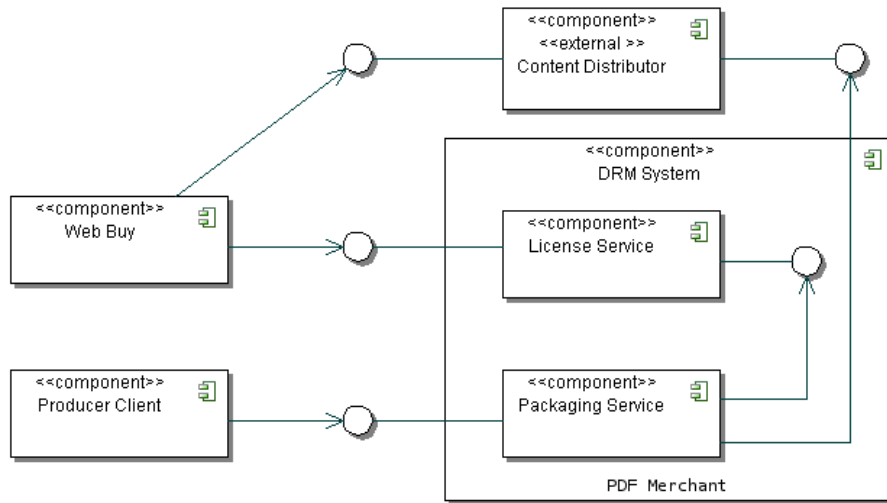 <<component>>
<<external >>
Content Distributor
<<component>>
DRM System
<<component>>
Web Buy
<<component>>
License Service
<<component>>
Producer Client
<<component>>
Packaging Service
PDF Merchant